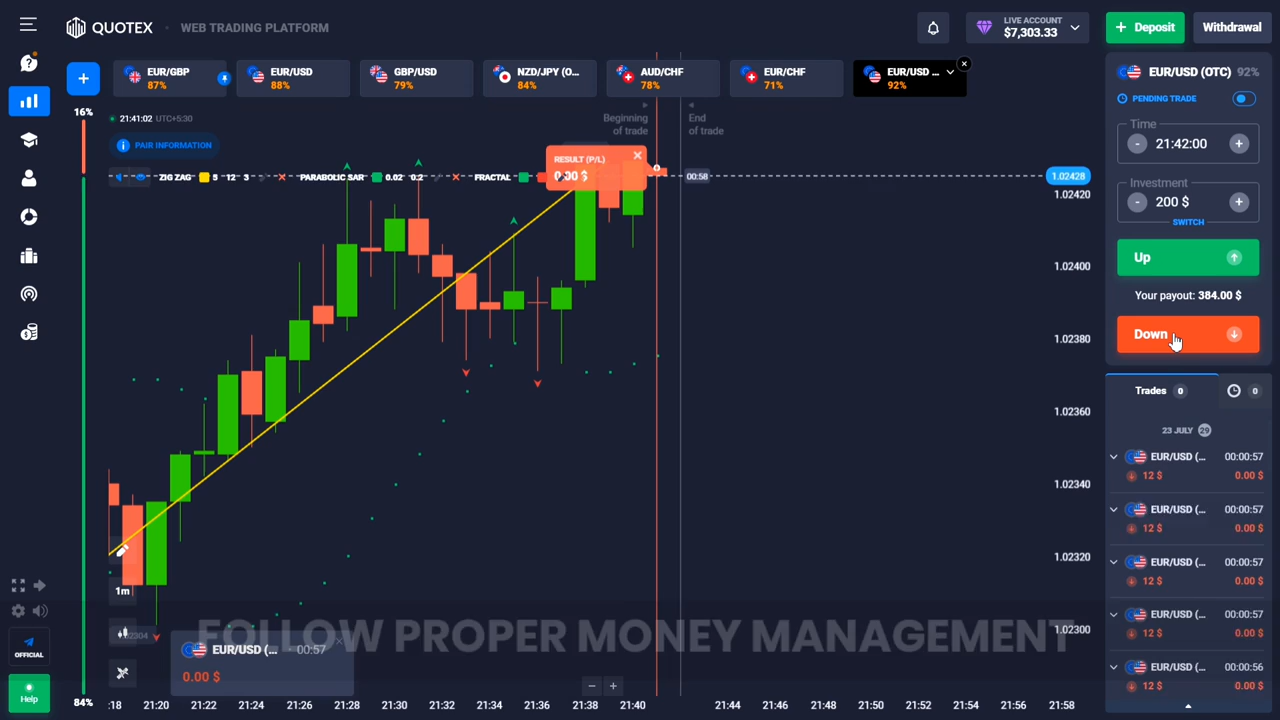 QUOTEX
WEB TRADING PLATFORM
LIVE ACCOUNT
$7,303.33
Deposit
Withdrawal
+
EUR/GBP
87%
EUR/USD
88%
GBP/USD
79%
NZD/JPY (O...
84%
AUD/CHF
78%
EUR/CHF
71%
EUR/USD ...
92%
16%
21:41:02 UTC+5:30
PAIR INFORMATION
Beginning
of trade
End
of trade
ZIG ZAG 5 12 3
PARABOLIC SAR 0.02 0.2
FRACTAL
RESULT (P/L)
0.00 $
00:58
1.02428
1.02420
1.02400
1.02380
1.02360
1.02340
1.02320
1.02300
EUR/USD (OTC) 92%
PENDING TRADE
Time
- 21:42:00 +
Investment
- 200 $ +
SWITCH
Up
Your payout: 384.00 $
Down
Trades 0
0
23 JULY 29
EUR/USD (... 00:00:57
12 $ 0.00 $
EUR/USD (... 00:00:57
12 $ 0.00 $
EUR/USD (... 00:00:57
12 $ 0.00 $
EUR/USD (... 00:00:57
12 $ 0.00 $
EUR/USD (... 00:00:56
12 $ 0.00 $
1m
1.02304
FOLLOW PROPER MONEY MANAGEMENT
EUR/USD (... 00:57
0.00 $
OFFICIAL
Help
84%
:18 21:20 21:22 21:24 21:26 21:28 21:30 21:32 21:34 21:36 21:38 21:40 21:44 21:46 21:48 21:50 21:52 21:54 21:56 21:58